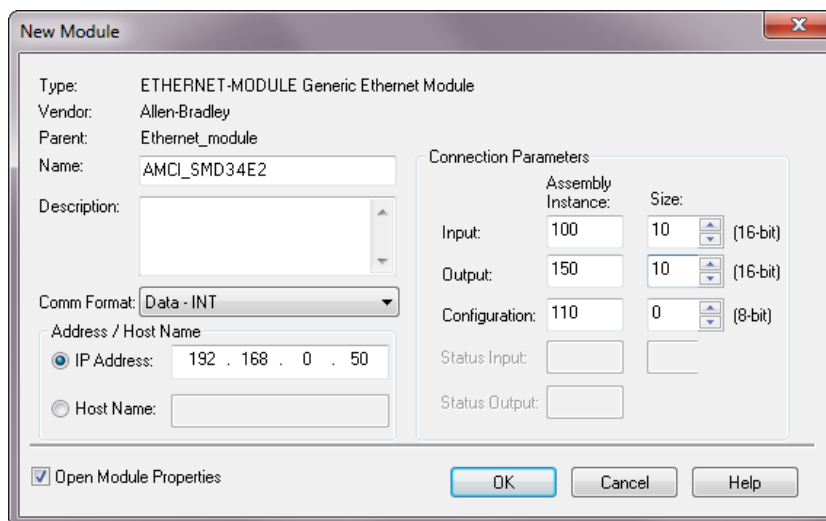 New Module
Type: ETHERNET-MODULE Generic Ethernet Module
Vendor: Allen-Bradley
Parent: Ethernet_module
Name: AMCI_SMD34E2
Description:
Comm Format: Data - INT
Address / Host Name
IP Address: 192 . 168 . 0 . 50
Host Name:
Connection Parameters
Assembly Instance: Size:
Input: 100 10 (16-bit)
Output: 150 10 (16-bit)
Configuration: 110 0 (8-bit)
Status Input:
Status Output:
Open Module Properties
OK Cancel Help